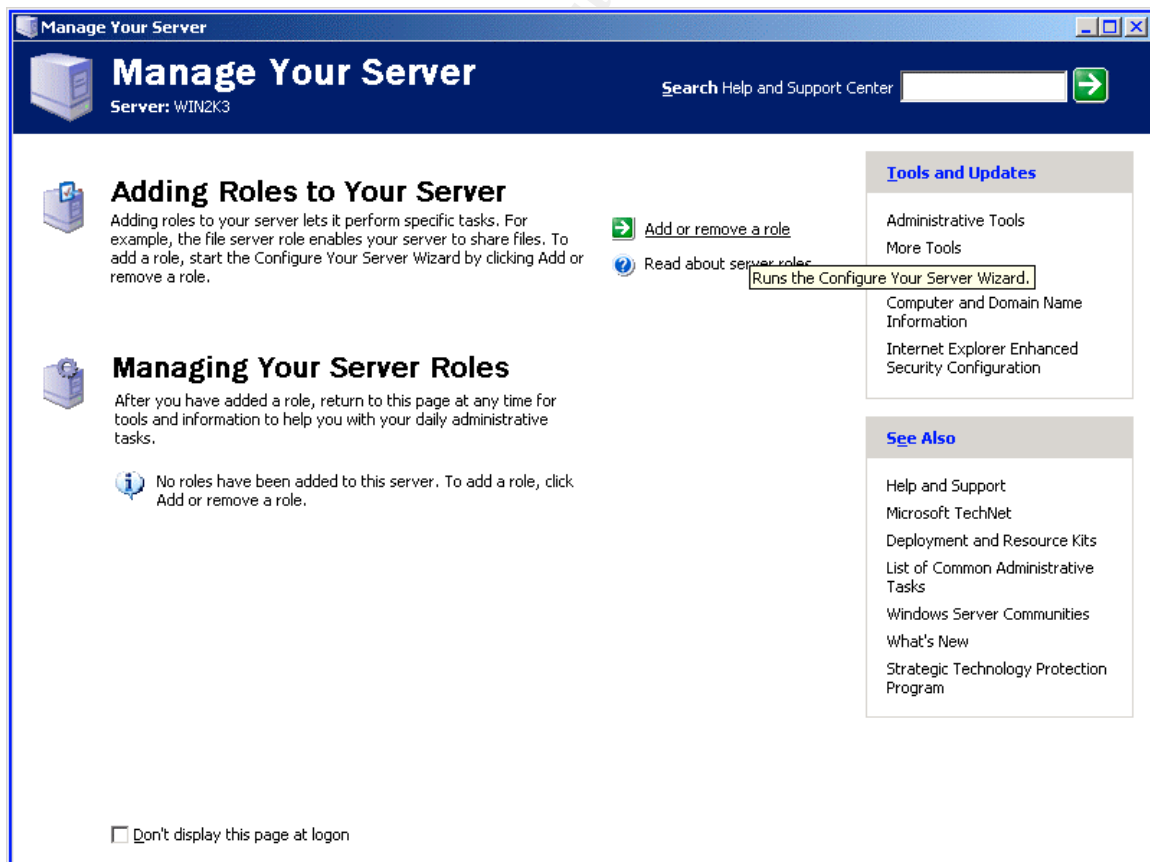 Manage Your Server
Manage Your Server
Server: WIN2K3
Search Help and Support Center
Adding Roles to Your Server
Adding roles to your server lets it perform specific tasks. For
example, the file server role enables your server to share files. To
add a role, start the Configure Your Server Wizard by clicking Add or
remove a role.
Add or remove a role
Read about server roles
Runs the Configure Your Server Wizard.
Managing Your Server Roles
After you have added a role, return to this page at any time for
tools and information to help you with your daily administrative
tasks.
No roles have been added to this server. To add a role, click
Add or remove a role.
Tools and Updates
Administrative Tools
More Tools
Computer and Domain Name
Information
Internet Explorer Enhanced
Security Configuration
See Also
Help and Support
Microsoft TechNet
Deployment and Resource Kits
List of Common Administrative
Tasks
Windows Server Communities
What's New
Strategic Technology Protection
Program
Don't display this page at logon